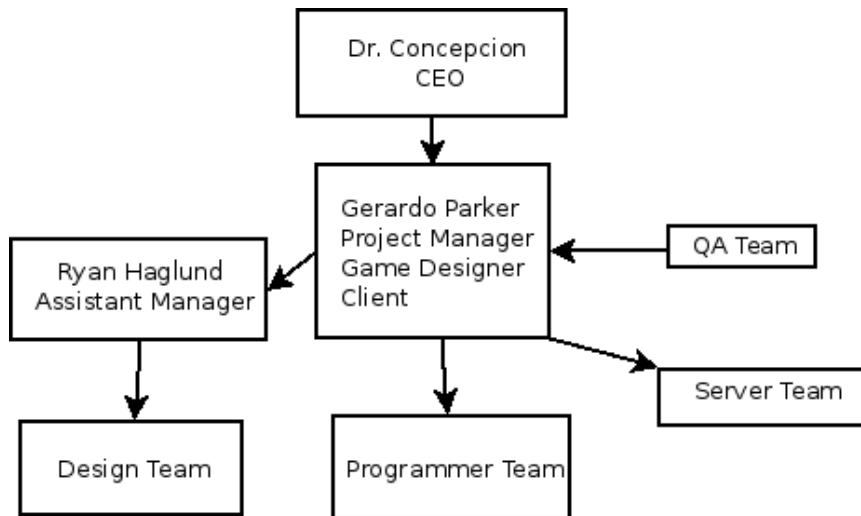 Dr. Concepcion
CEO
Gerardo Parker
Project Manager
Game Designer
Client
QA Team
Ryan Haglund
Assistant Manager
Server Team
Design Team
Programmer Team